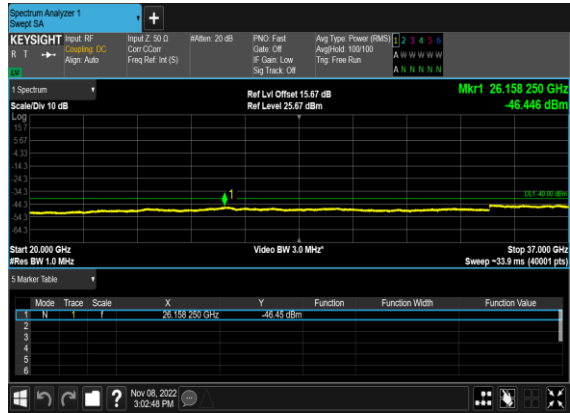 Spectrum Analyzer 1
Swept SA
+
KEYSIGHT Input: RF Input Z: 50 Ω #Atten: 20 dB PNO: Fast Avg Type: Power (RMS) 1 2 3 4 5 6
R T Coupling: DC Corr CCorr Gate: Off Avg|Hold: 100/100 A W W W W W
Align: Auto Freq Ref: Int (S) IF Gain: Low Trig: Free Run
LW Sig Track: Off A N N N N N
1 Spectrum Ref Lvl Offset 15.67 dB Mkr1 26.158 250 GHz
Scale/Div 10 dB Ref Level 25.67 dBm -46.446 dBm
Log
15.7
5.67
-4.33
-14.3
-24.3
-34.3
1
DL1 -40.00 dBm
-44.3
-54.3
-64.3
Start 20.000 GHz Video BW 3.0 MHz* Stop 37.000 GHz
#Res BW 1.0 MHz Sweep ~33.9 ms (40001 pts)
5 Marker Table
Mode Trace Scale X Y Function Function Width Function Value
1 N 1 f 26.158 250 GHz -46.45 dBm
2
3
4
5
6
? Nov 08, 2022
3:02:48 PM